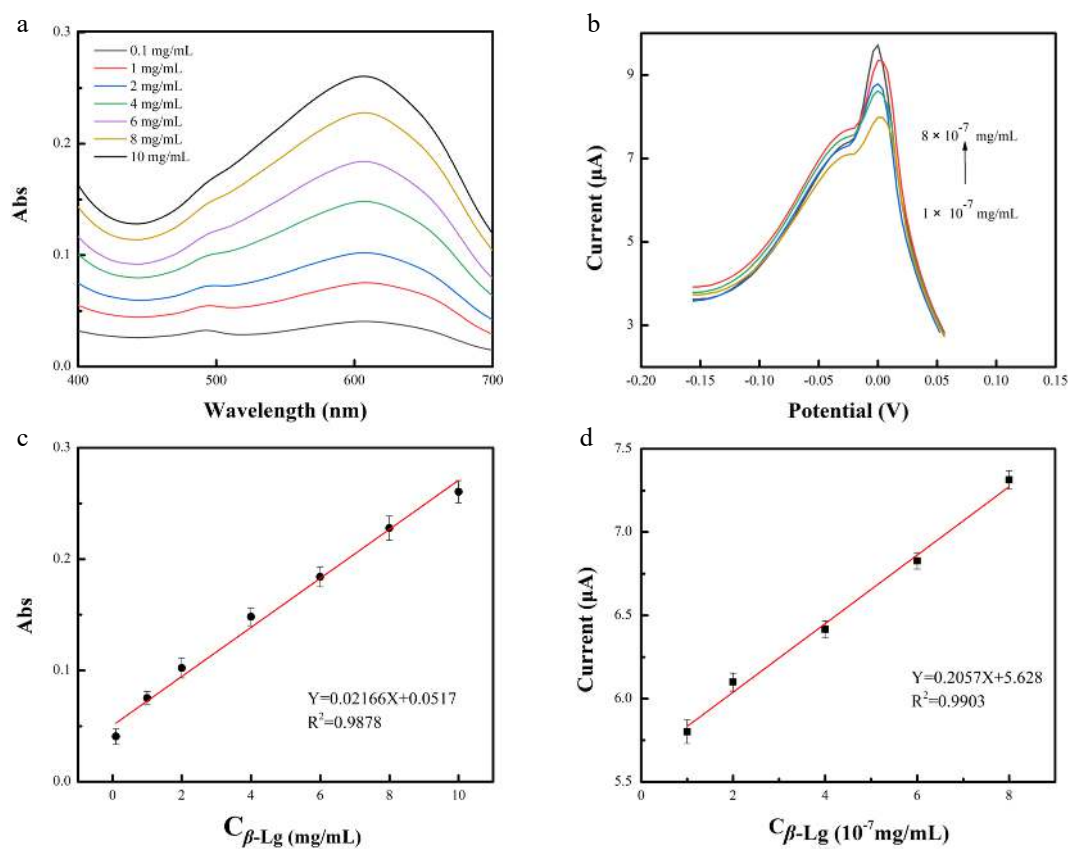 a
0.3
0.2
0.1
0.0
Abs
0.1 mg/mL
1 mg/mL
2 mg/mL
4 mg/mL
6 mg/mL
8 mg/mL
10 mg/mL
400
500
600
700
Wavelength (nm)
b
9
7
5
3
Current (μA)
8 × 10⁻⁷ mg/mL
1 × 10⁻⁷ mg/mL
-0.20
-0.15
-0.10
-0.05
0.00
0.05
0.10
0.15
Potential (V)
c
0.3
0.2
0.1
0.0
Abs
Y=0.02166X+0.0517
R²=0.9878
0
2
4
6
8
10
C β-Lg (mg/mL)
d
7.5
7.0
6.5
6.0
5.5
Current (μA)
Y=0.2057X+5.628
R²=0.9903
0
2
4
6
8
C β-Lg (10⁻⁷mg/mL)